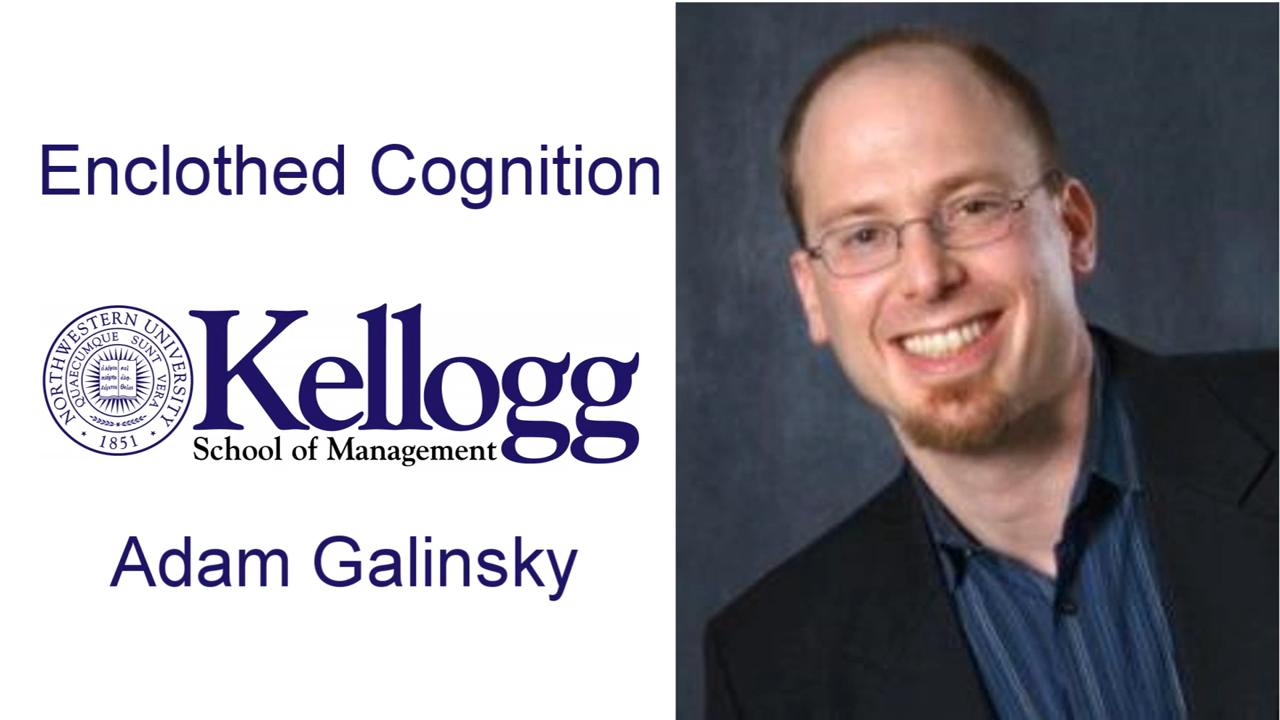 Enclothed Cognition
NORTHWESTERN UNIVERSITY
QUAECUMQUE SUNT VERA
1851
Kellogg
School of Management
Adam Galinsky